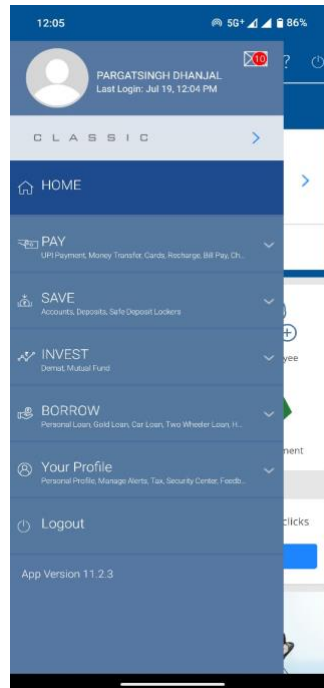 12:05
5G+
86%
PARGATSINGH DHANJAL
10
Last Login: Jul 19, 12:04 PM
?
CLASSIC
HOME
PAY
UPI Payment, Money Transfer, Cards, Recharge, Bill Pay, Ch..
SAVE
Accounts, Deposits, Safe Deposit Lockers
yee
INVEST
Demat, Mutual Fund
BORROW
Personal Loan, Gold Loan, Car Loan, Two Wheeler Loan, H..
nent
Your Profile
Personal Profile, Manage Alerts, Tax, Security Center, Feedb..
Logout
clicks
App Version 11.2.3